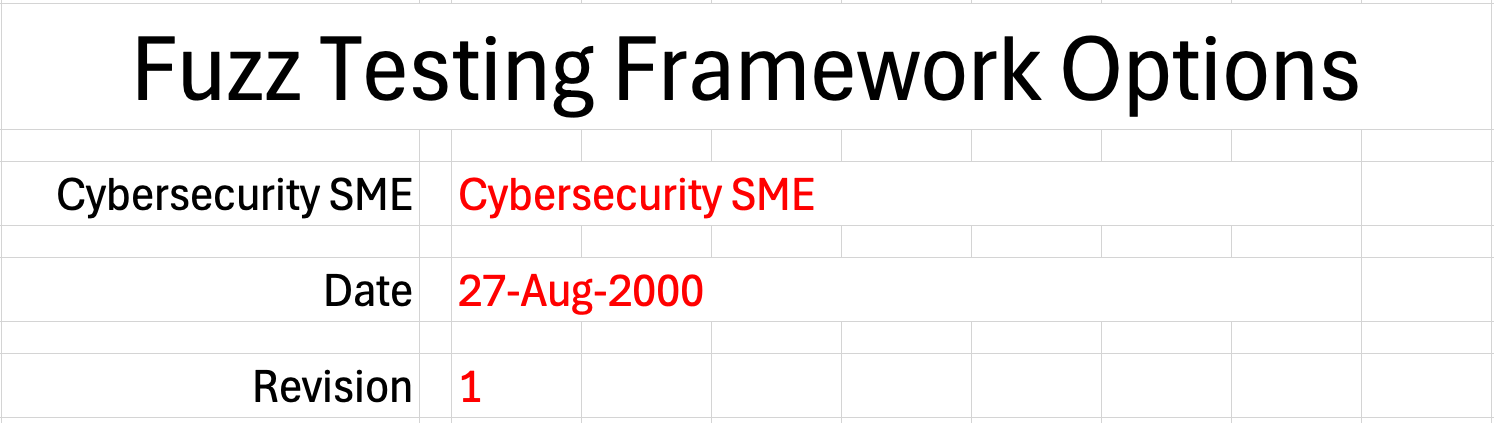 Fuzz Testing Framework Options
Cybersecurity SME Cybersecurity SME
Date 27-Aug-2000
Revision 1